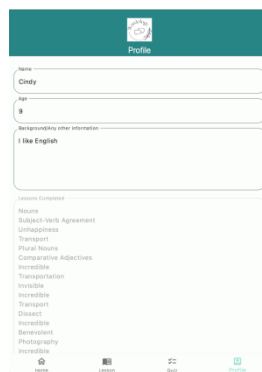 Profile
Name
Cindy
Age
9
Background/Any other information
I like English
Lessons Completed
Nouns
Subject-Verb Agreement
Unhappiness
Transport
Plural Nouns
Comparative Adjectives
Incredible
Transportation
Invisible
Incredible
Transport
Dissect
Incredible
Benevolent
Photography
Incredible
Home
Lesson
Quiz
Profile